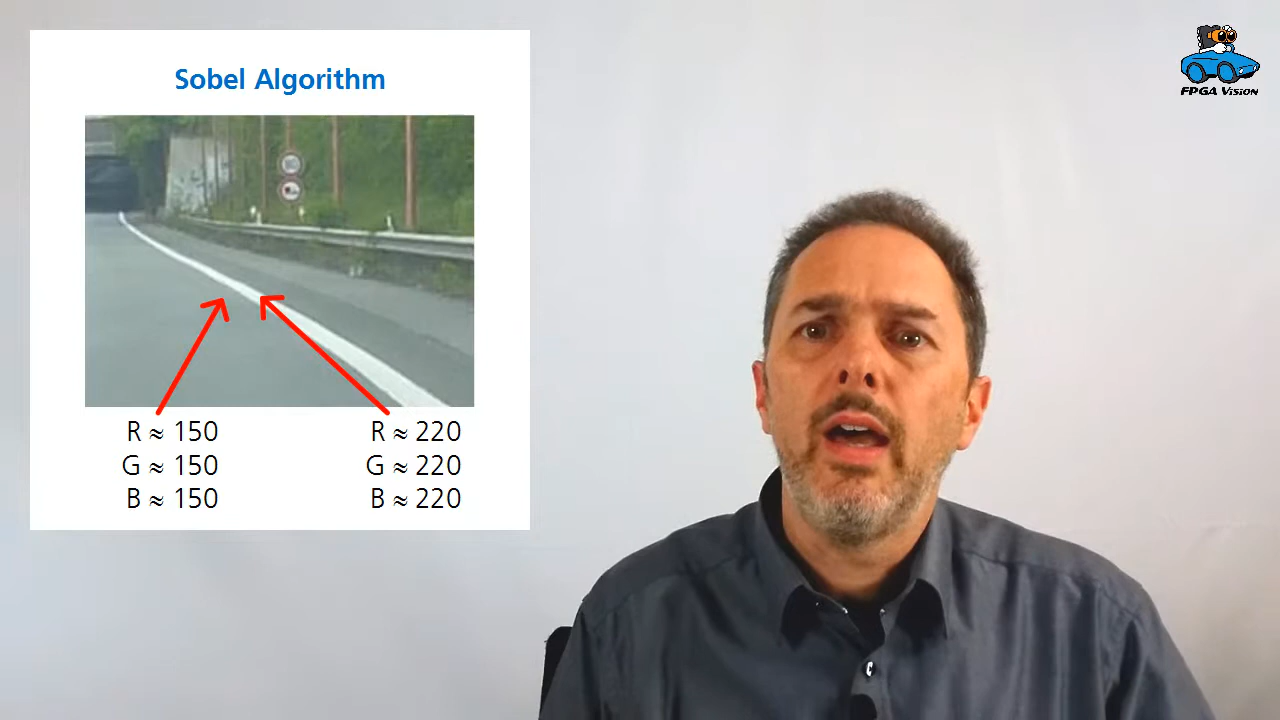 Sobel Algorithm
R ≈ 150
G ≈ 150
B ≈ 150
R ≈ 220
G ≈ 220
B ≈ 220
FPGA Vision